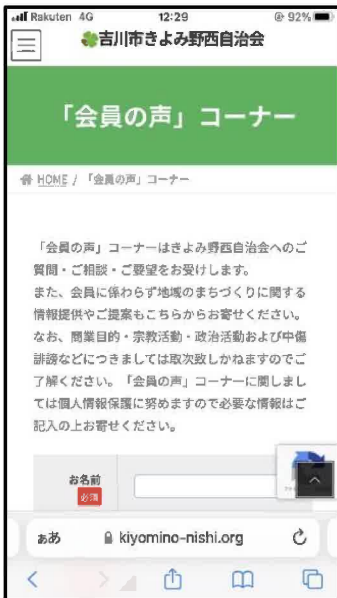 Rakuten 4G 12:29 92%
吉川市きよみ野西自治会
「会員の声」コーナー
HOME / 「会員の声」コーナー
「会員の声」コーナーはきよみ野西自治会へのご
質問・ご相談・ご要望をお受けします。
また、会員に係わらず地域のまちづくりに関する
情報提供やご提案もこちらからお寄せください。
なお、商業目的・宗教活動・政治活動および中傷
誹謗などにつきましては取次致しかねますのでご
了解ください。「会員の声」コーナーに関しまし
ては個人情報保護に努めますので必要な情報はご
記入の上お寄せください。
お名前
必須
ぁあ kiyomino-nishi.org